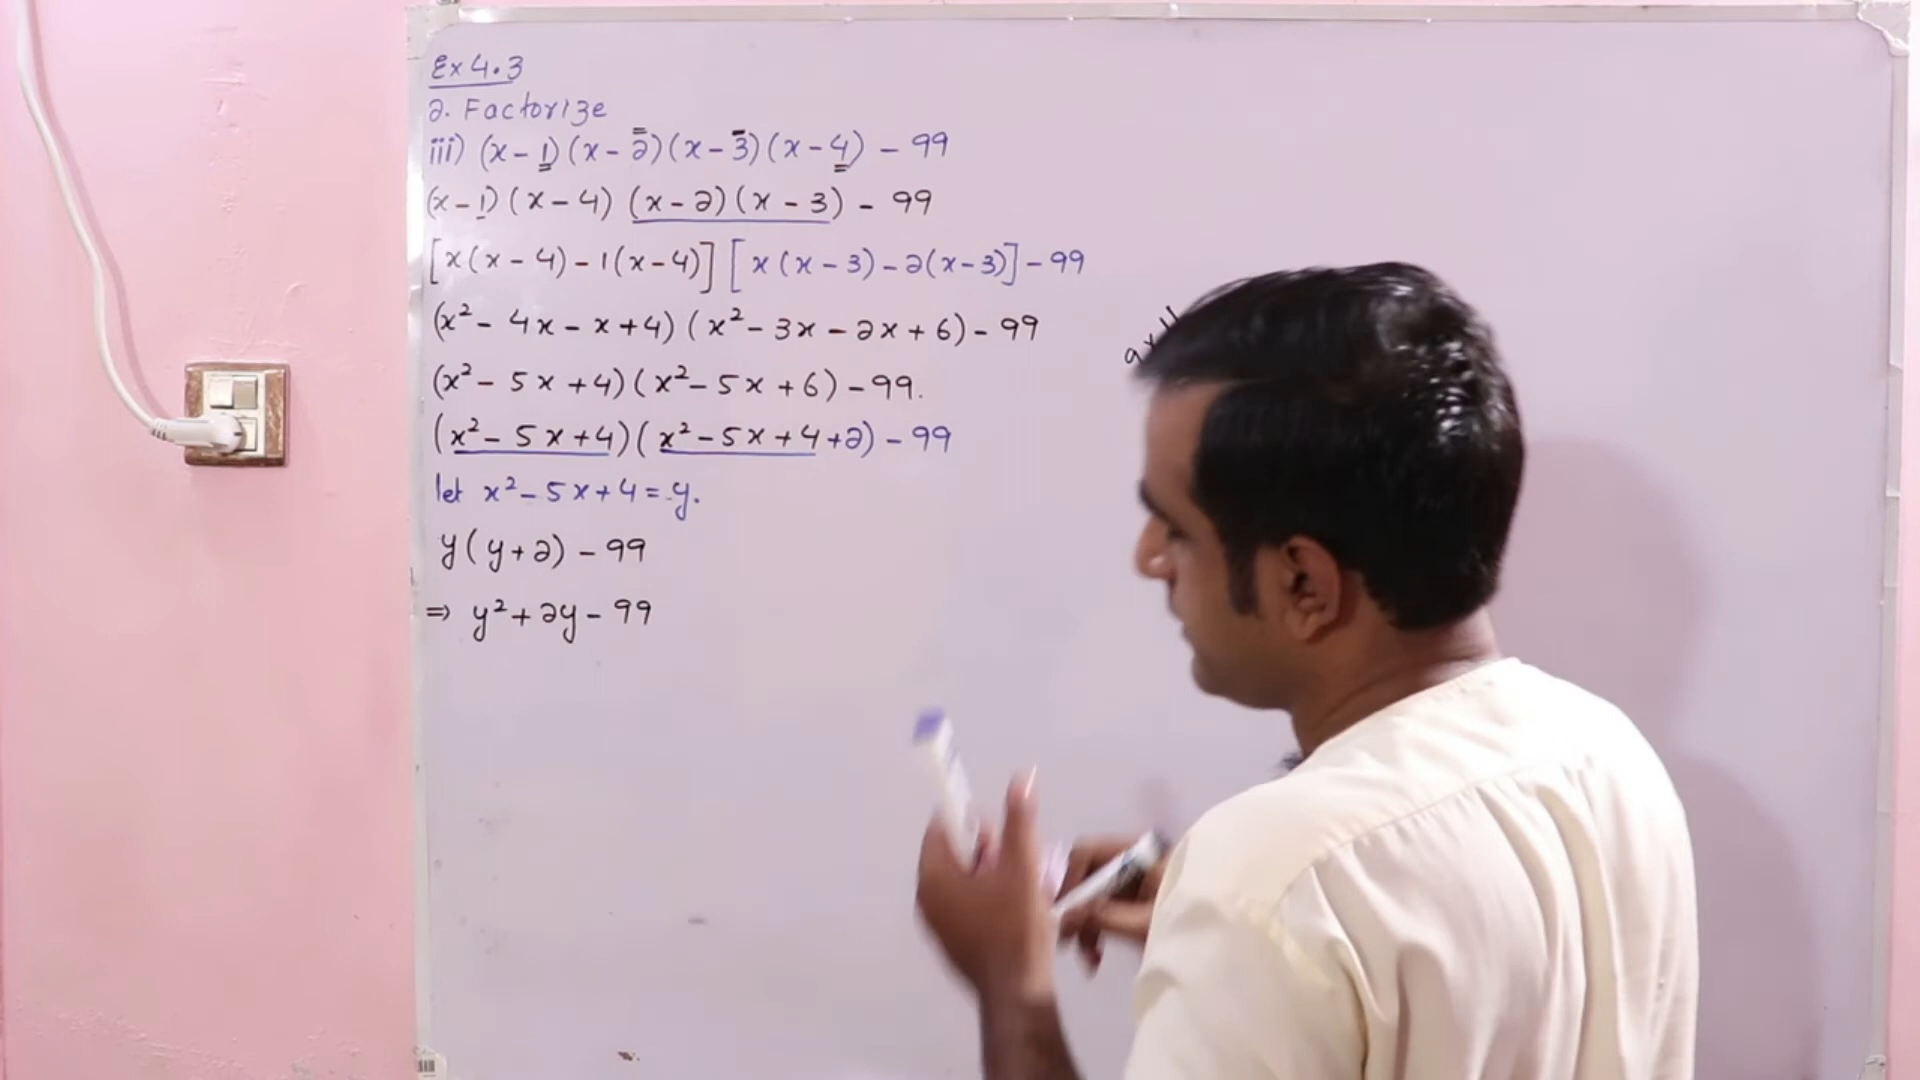 Ex 4.3
2. Factorize
iii) (x-1)(x-2)(x-3)(x-4) - 99
(x-1)(x-4) (x-2)(x-3) - 99
[x(x-4)-1(x-4)] [x(x-3)-2(x-3)] - 99
(x²- 4x - x + 4) (x²- 3x - 2x + 6) - 99
(x²- 5x + 4)(x²- 5x + 6) - 99.
(x²- 5x + 4)(x²- 5x + 4 + 2) - 99
let x²- 5x + 4 = y.
y(y+2) - 99
⇒ y² + 2y - 99